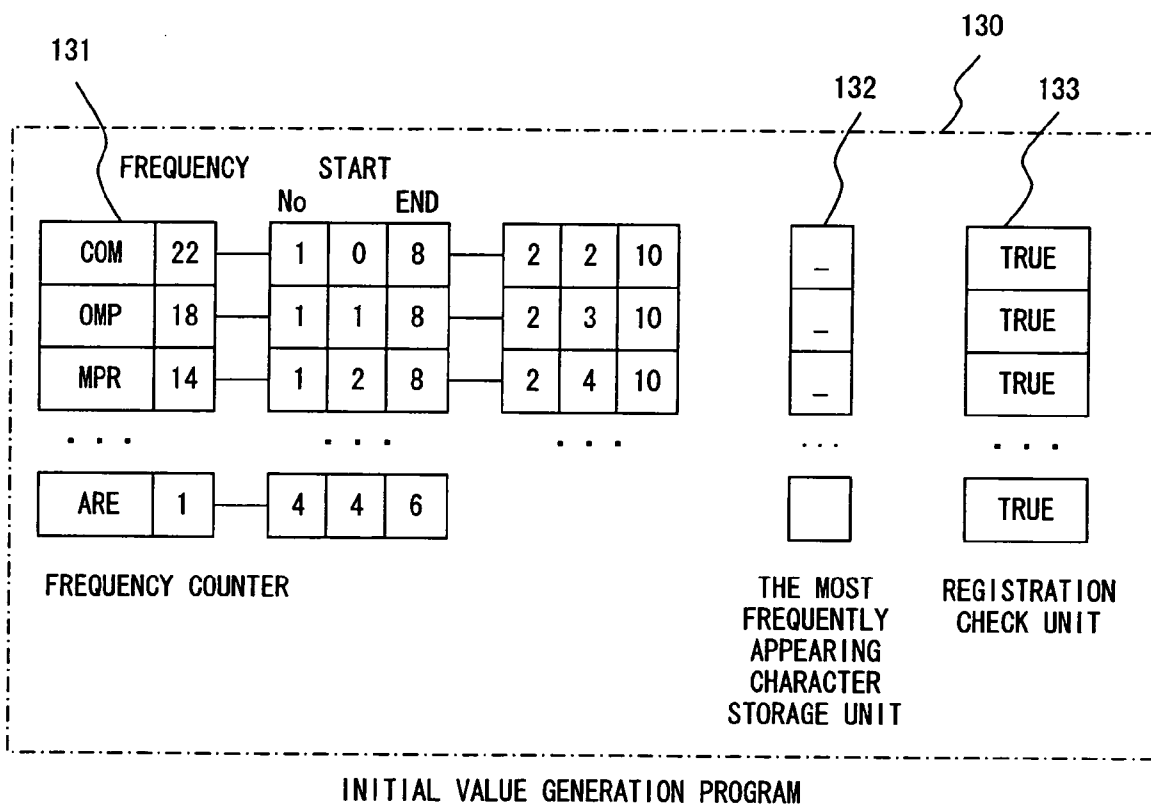 130
131
132
133
FREQUENCY START
No END
COM 22 1 0 8 2 2 10 _ TRUE
OMP 18 1 1 8 2 3 10 _ TRUE
MPR 14 1 2 8 2 4 10 _ TRUE
... ... ... ... ...
ARE 1 4 4 6 TRUE
FREQUENCY COUNTER
THE MOST
FREQUENTLY
APPEARING
CHARACTER
STORAGE UNIT
REGISTRATION
CHECK UNIT
INITIAL VALUE GENERATION PROGRAM